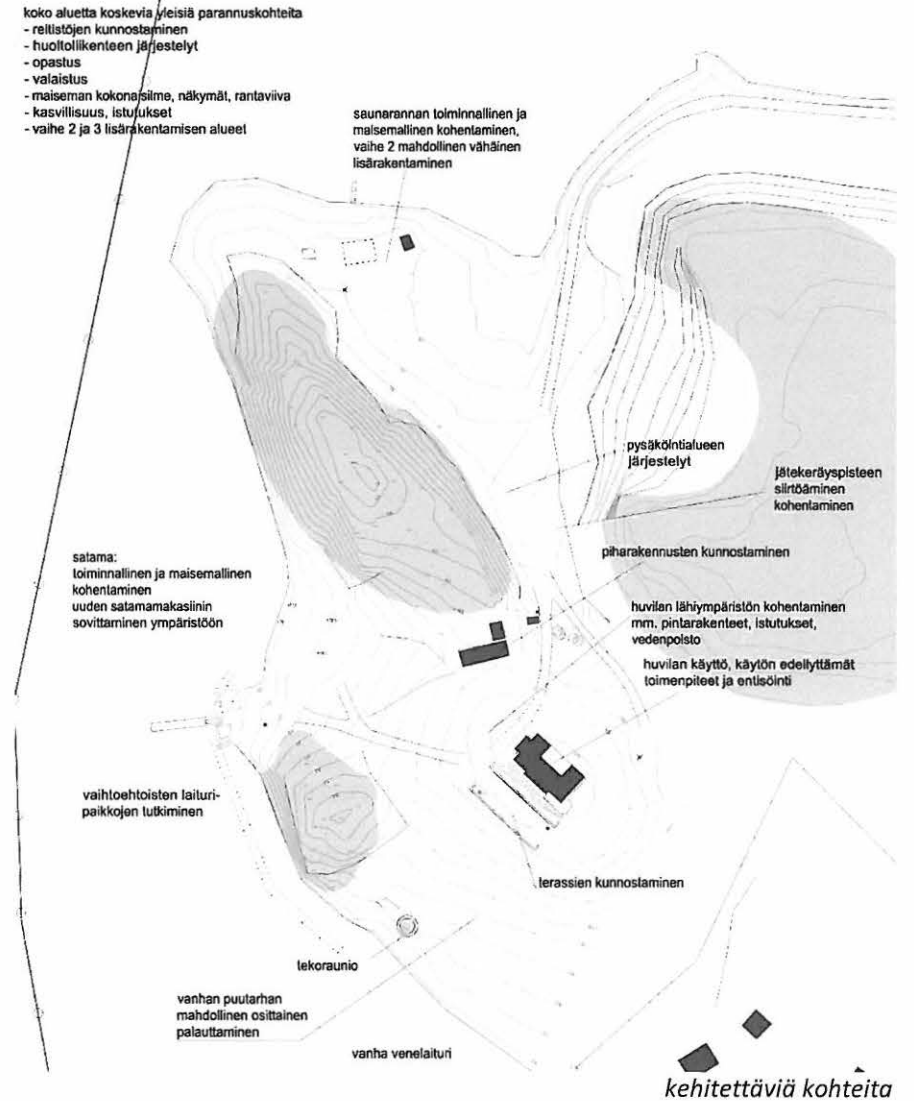 koko aluetta koskevia yleisiä parannuskohteita
- reitistöjen kunnostaminen
- huoltoliikenteen järjestelyt
- opastus
- valaistus
- maiseman kokonaisilme, näkymät, rantaviiva
- kasvillisuus, istutukset
- vaihe 2 ja 3 lisärakentamisen alueet
saunarannan toiminnallinen ja
maisemallinen kohentaminen,
vaihe 2 mahdollinen vähäinen
lisärakentaminen
pysäköintialueen
järjestelyt
jätekeräyspisteen
siirtäminen
kohentaminen
satama:
toiminnallinen ja maisemallinen
kohentaminen
uuden satamamakasiinin
sovittaminen ympäristöön
piharakennusten kunnostaminen
huvilan lähiympäristön kohentaminen
mm. pintarakenteet, istutukset,
vedenpoisto
huvilan käyttö, käytön edellyttämät
toimenpiteet ja entisöinti
vaihtoehtoisten laituri-
paikkojen tutkiminen
terassien kunnostaminen
tekoraunio
vanhan puutarhan
mahdollinen osittainen
palauttaminen
vanha venelaituri
kehitettäviä kohteita